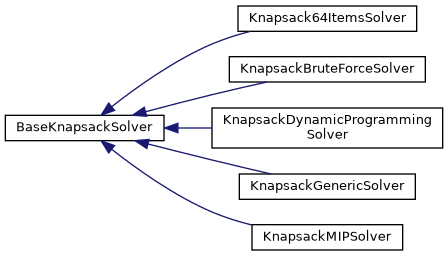 Knapsack64ItemsSolver
KnapsackBruteForceSolver
BaseKnapsackSolver
KnapsackDynamicProgramming
Solver
KnapsackGenericSolver
KnapsackMIPSolver